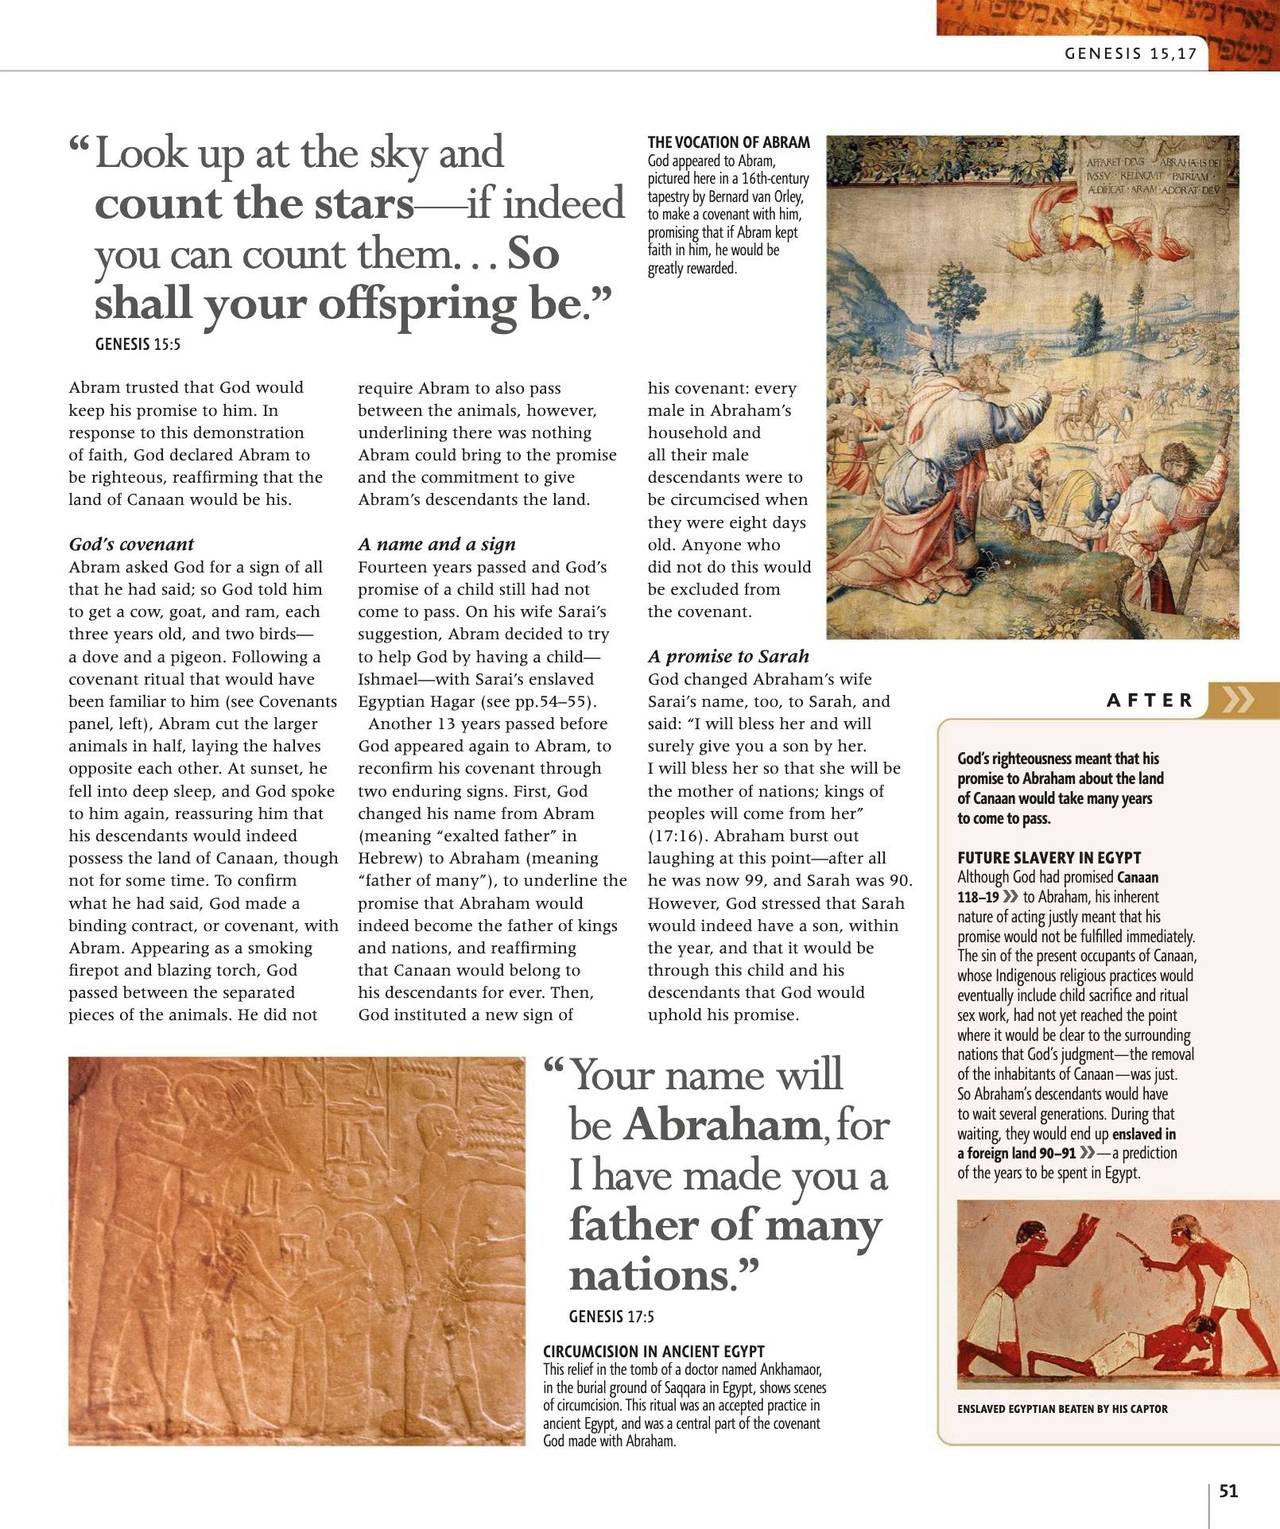 GENESIS 15,17
“Look up at the sky and
count the stars—if indeed
you can count them. . . So
shall your offspring be.”
GENESIS 15:5
THE VOCATION OF ABRAM
God appeared to Abram,
pictured here in a 16th-century
tapestry by Bernard van Orley,
to make a covenant with him,
promising that if Abram kept
faith in him, he would be
greatly rewarded.
APPARET DEVS ABRAHÆ IS DEI
IVSSV · RELINQVIT · PATRIAM ·
ÆDIFICAT · ARAM · ADORAT · DEV
Abram trusted that God would
keep his promise to him. In
response to this demonstration
of faith, God declared Abram to
be righteous, reaffirming that the
land of Canaan would be his.
God’s covenant
Abram asked God for a sign of all
that he had said; so God told him
to get a cow, goat, and ram, each
three years old, and two birds—
a dove and a pigeon. Following a
covenant ritual that would have
been familiar to him (see Covenants
panel, left), Abram cut the larger
animals in half, laying the halves
opposite each other. At sunset, he
fell into deep sleep, and God spoke
to him again, reassuring him that
his descendants would indeed
possess the land of Canaan, though
not for some time. To confirm
what he had said, God made a
binding contract, or covenant, with
Abram. Appearing as a smoking
firepot and blazing torch, God
passed between the separated
pieces of the animals. He did not
require Abram to also pass
between the animals, however,
underlining there was nothing
Abram could bring to the promise
and the commitment to give
Abram’s descendants the land.
A name and a sign
Fourteen years passed and God’s
promise of a child still had not
come to pass. On his wife Sarai’s
suggestion, Abram decided to try
to help God by having a child—
Ishmael—with Sarai’s enslaved
Egyptian Hagar (see pp.54–55).
Another 13 years passed before
God appeared again to Abram, to
reconfirm his covenant through
two enduring signs. First, God
changed his name from Abram
(meaning “exalted father” in
Hebrew) to Abraham (meaning
“father of many”), to underline the
promise that Abraham would
indeed become the father of kings
and nations, and reaffirming
that Canaan would belong to
his descendants for ever. Then,
God instituted a new sign of
his covenant: every
male in Abraham’s
household and
all their male
descendants were to
be circumcised when
they were eight days
old. Anyone who
did not do this would
be excluded from
the covenant.
A promise to Sarah
God changed Abraham’s wife
Sarai’s name, too, to Sarah, and
said: “I will bless her and will
surely give you a son by her.
I will bless her so that she will be
the mother of nations; kings of
peoples will come from her”
(17:16). Abraham burst out
laughing at this point—after all
he was now 99, and Sarah was 90.
However, God stressed that Sarah
would indeed have a son, within
the year, and that it would be
through this child and his
descendants that God would
uphold his promise.
“Your name will
be Abraham, for
I have made you a
father of many
nations.”
GENESIS 17:5
CIRCUMCISION IN ANCIENT EGYPT
This relief in the tomb of a doctor named Ankhamaor,
in the burial ground of Saqqara in Egypt, shows scenes
of circumcision. This ritual was an accepted practice in
ancient Egypt, and was a central part of the covenant
God made with Abraham.
AFTER »
God’s righteousness meant that his
promise to Abraham about the land
of Canaan would take many years
to come to pass.
FUTURE SLAVERY IN EGYPT
Although God had promised Canaan
118–19 » to Abraham, his inherent
nature of acting justly meant that his
promise would not be fulfilled immediately.
The sin of the present occupants of Canaan,
whose Indigenous religious practices would
eventually include child sacrifice and ritual
sex work, had not yet reached the point
where it would be clear to the surrounding
nations that God’s judgment—the removal
of the inhabitants of Canaan—was just.
So Abraham’s descendants would have
to wait several generations. During that
waiting, they would end up enslaved in
a foreign land 90–91 »—a prediction
of the years to be spent in Egypt.
ENSLAVED EGYPTIAN BEATEN BY HIS CAPTOR
51